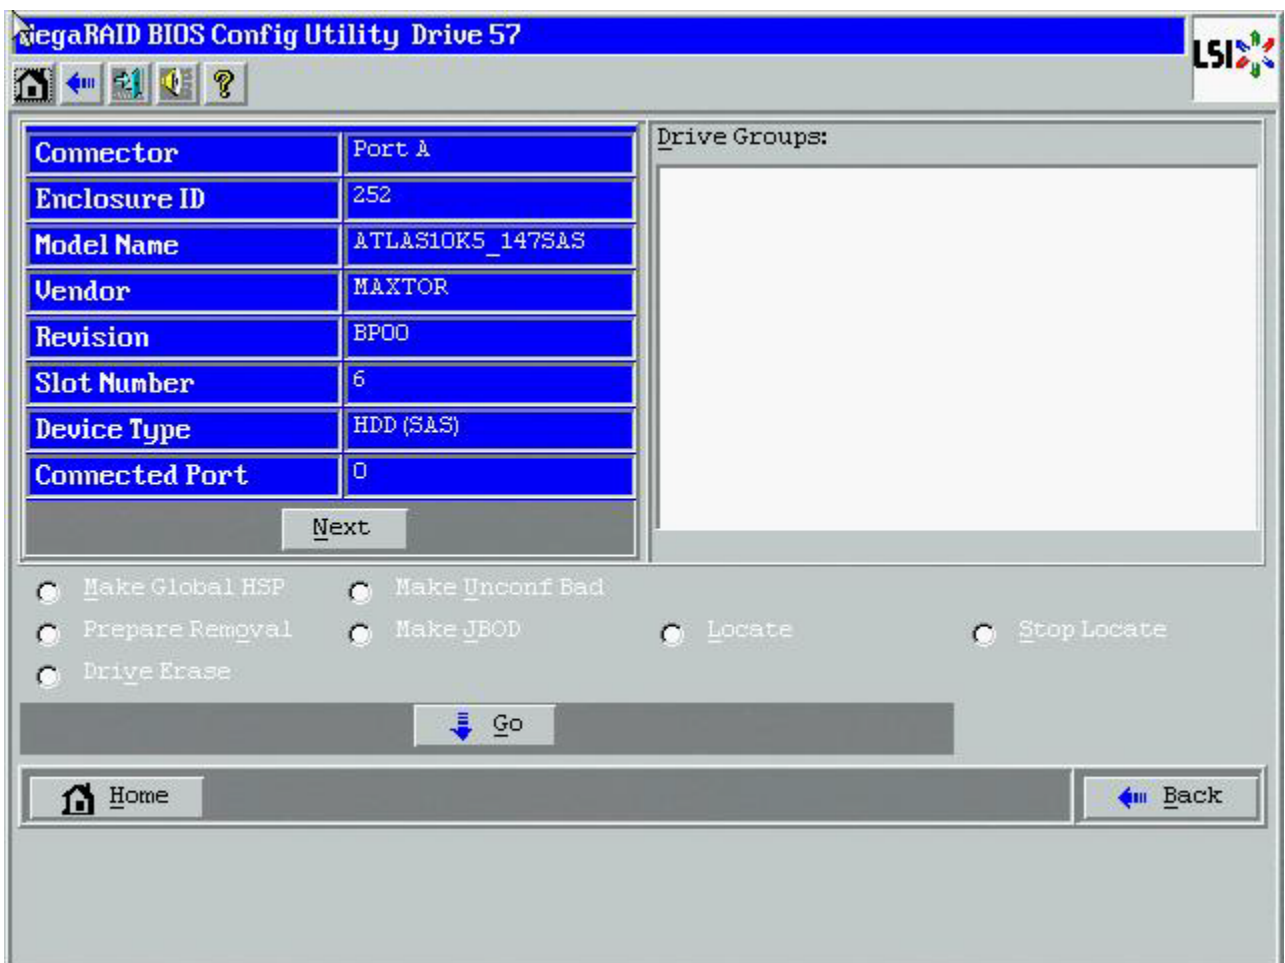 MegaRAID BIOS Config Utility Drive 57
LSI
Connector Port A
Enclosure ID 252
Model Name ATLAS10K5_147SAS
Vendor MAXTOR
Revision BP00
Slot Number 6
Device Type HDD (SAS)
Connected Port 0
Next
Drive Groups:
Make Global HSP Make Unconf Bad
Prepare Removal Make JBOD Locate Stop Locate
Drive Erase
Go
Home Back